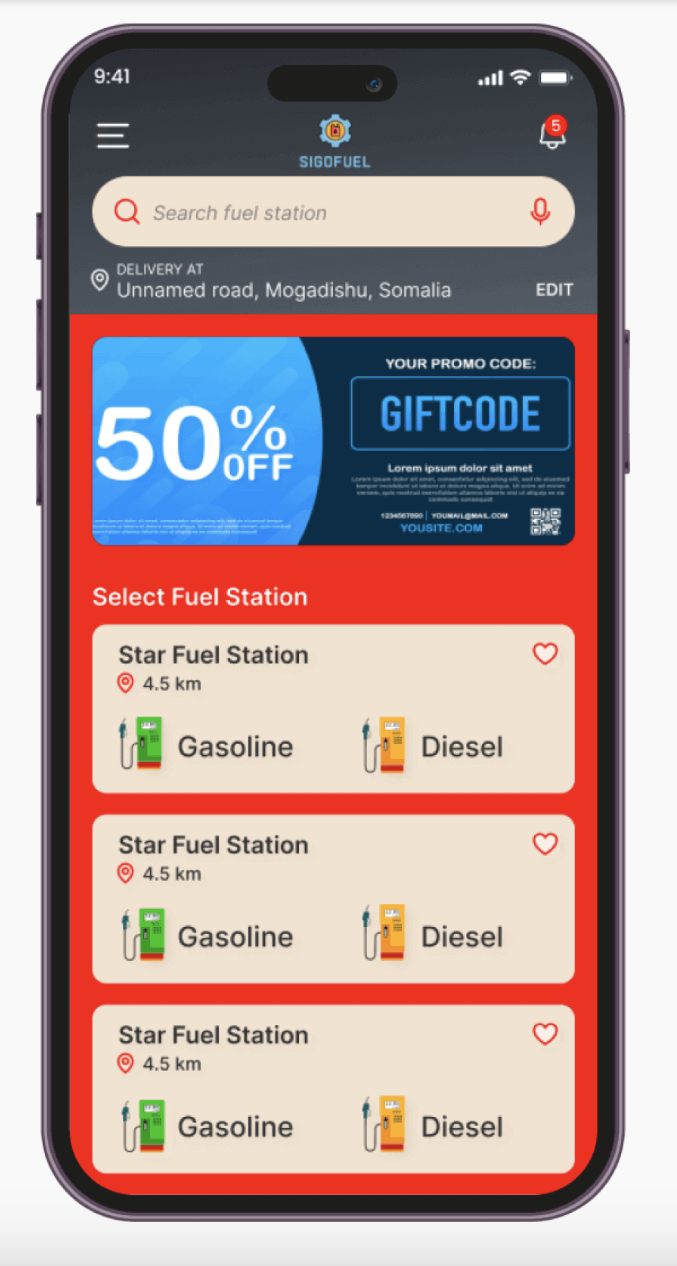 9:41
5
SIGOFUEL
Search fuel station
DELIVERY AT
Unnamed road, Mogadishu, Somalia
EDIT
50%
OFF
YOUR PROMO CODE:
GIFTCODE
Lorem ipsum dolor sit amet
1234567890 | YOUMAIL@MAIL.COM
YOUSITE.COM
Select Fuel Station
Star Fuel Station
4.5 km
Gasoline
Diesel
Star Fuel Station
4.5 km
Gasoline
Diesel
Star Fuel Station
4.5 km
Gasoline
Diesel